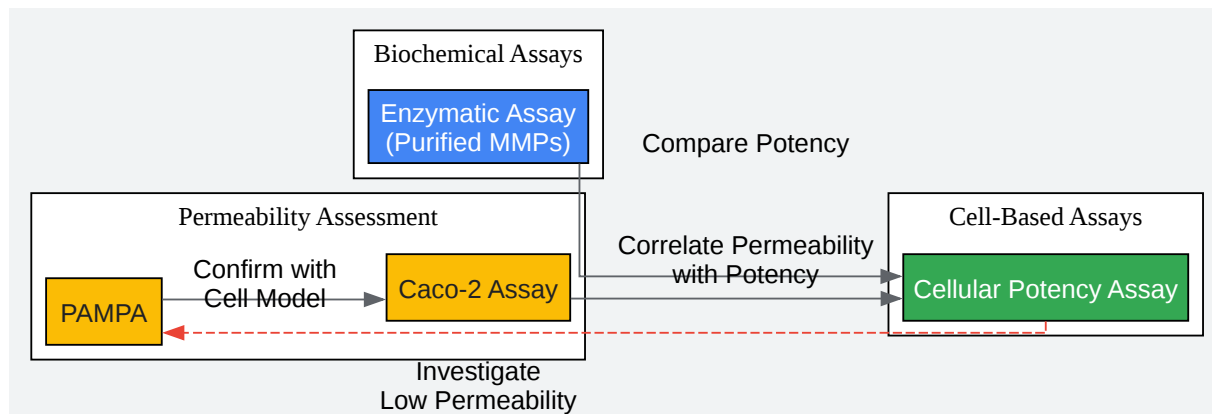 Biochemical Assays
Enzymatic Assay
(Purified MMPs)
Compare Potency
Permeability Assessment
Cell-Based Assays
Confirm with
Cell Model
PAMPA
Caco-2 Assay
Correlate Permeability
with Potency
Cellular Potency Assay
Investigate
Low Permeability